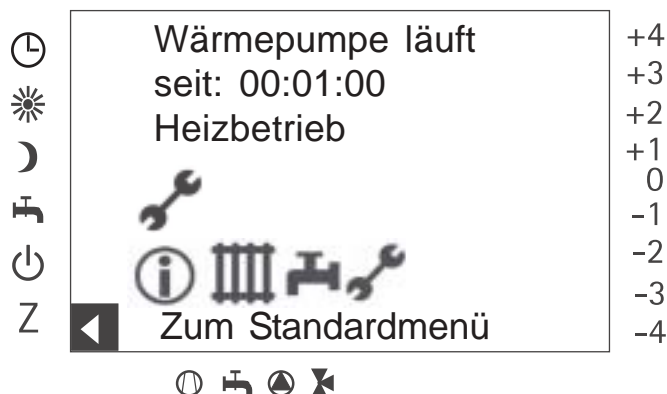 Wärmepumpe läuft
seit: 00:01:00
Heizbetrieb
Zum Standardmenü
Z
+4
+3
+2
+1
0
-1
-2
-3
-4